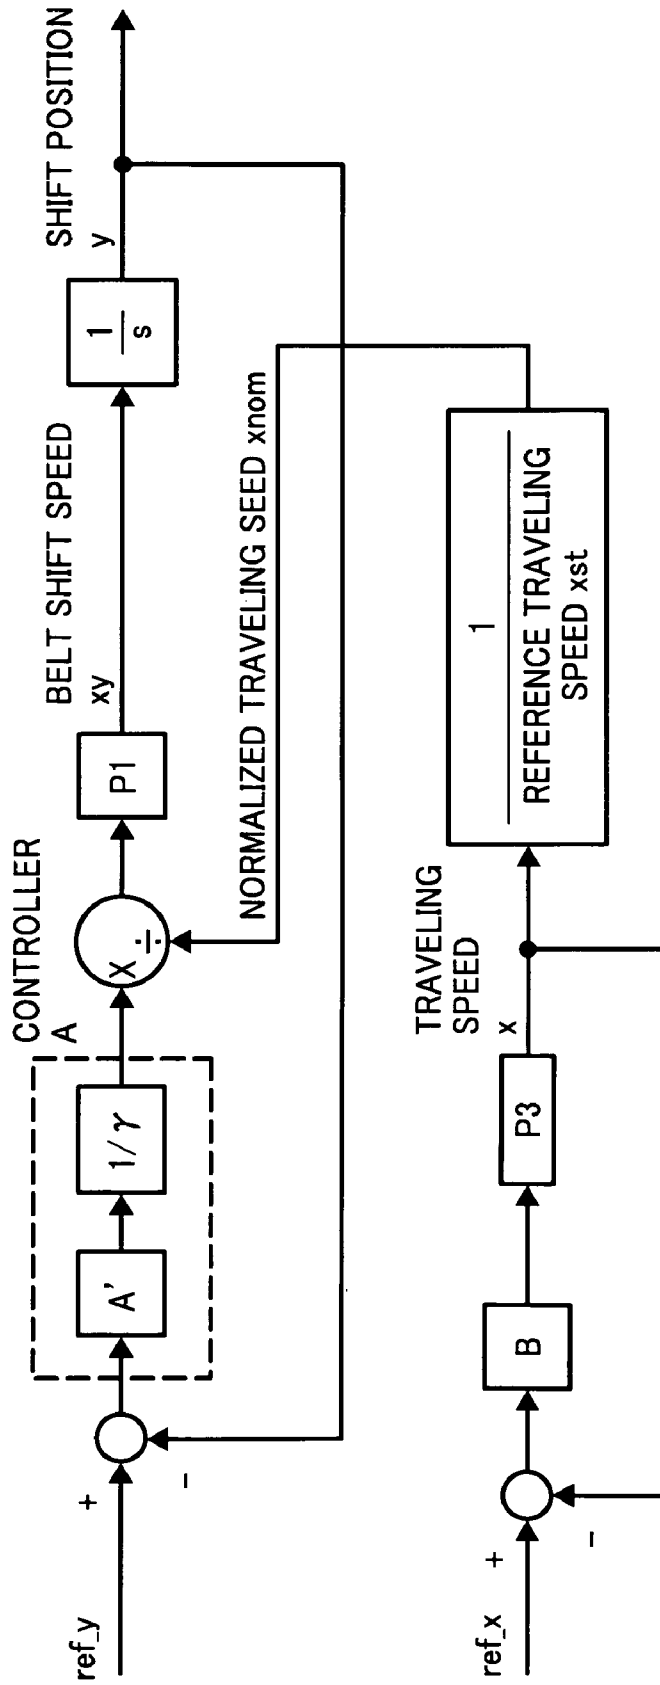 ref_y
+
-
A'
1/γ
CONTROLLER
A
X
÷
P1
BELT SHIFT SPEED
xy
1
s
SHIFT POSITION
y
NORMALIZED TRAVELING SEED xnom
ref_x
+
-
B
P3
TRAVELING
SPEED
x
1
REFERENCE TRAVELING
SPEED xst